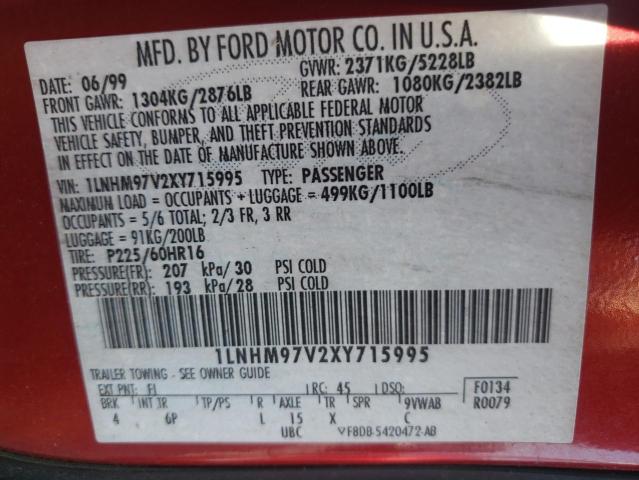 MFD. BY FORD MOTOR CO. IN U.S.A.
DATE: 06/99 GVWR: 2371KG/5228LB
FRONT GAWR: 1304KG/2876LB REAR GAWR: 1080KG/2382LB
THIS VEHICLE CONFORMS TO ALL APPLICABLE FEDERAL MOTOR
VEHICLE SAFETY, BUMPER, AND THEFT PREVENTION STANDARDS
IN EFFECT ON THE DATE OF MANUFACTURE SHOWN ABOVE.
VIN: 1LNHM97V2XY715995 TYPE: PASSENGER
MAXIMUM LOAD = OCCUPANTS + LUGGAGE = 499KG/1100LB
OCCUPANTS = 5/6 TOTAL; 2/3 FR, 3 RR
LUGGAGE = 91KG/200LB
TIRE: P225/60HR16
PRESSURE(FR): 207 kPa/30 PSI COLD
PRESSURE(RR): 193 kPa/28 PSI COLD
1LNHM97V2XY715995
TRAILER TOWING - SEE OWNER GUIDE
EXT PNT: FL RC: 45 DSO: F0134
BRK INT TR TP/PS R AXLE TR SPR 9VWAB R0079
4 6P L 15 X C
UBC VF8DB-5420472-AB